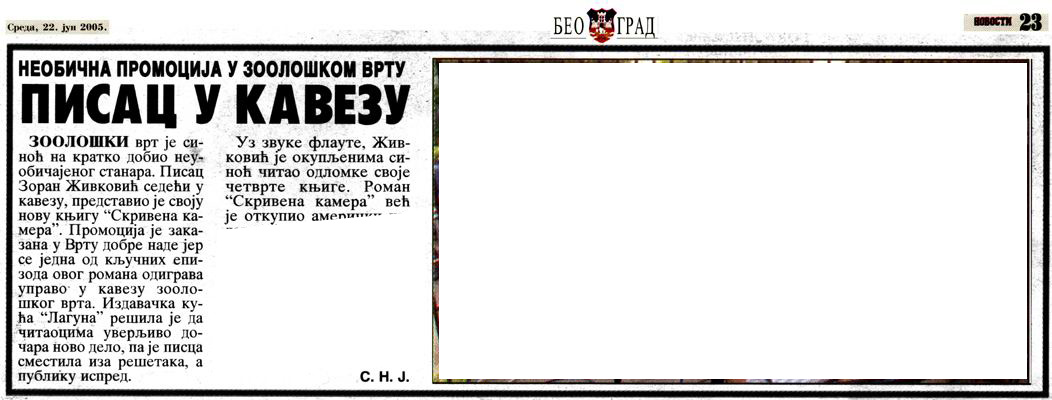 Среда, 22. јун 2005.
БЕО ГРАД
НОВОСТИ 23
НЕОБИЧНА ПРОМОЦИЈА У ЗООЛОШКОМ ВРТУ
ПИСАЦ У КАВЕЗУ
ЗООЛОШКИ врт је си-
ноћ на кратко добио неу-
обичајеног станара. Писац
Зоран Живковић седећи у
кавезу, представио је своју
нову књигу “Скривена ка-
мера”. Промоција је зака-
зана у Врту добре наде јер
се једна од кључних епи-
зода овог романа одиграва
управо у кавезу зооло-
шког врта. Издавачка ку-
ћа “Лагуна” решила је да
читаоцима уверљиво до-
чара ново дело, па је писца
сместила иза решетака, а
публику испред.
Уз звуке флауте, Жив-
ковић је окупљенима си-
ноћ читао одломке своје
четврте књиге. Роман
“Скривена камера” већ
је откупио
С. Н. Ј.